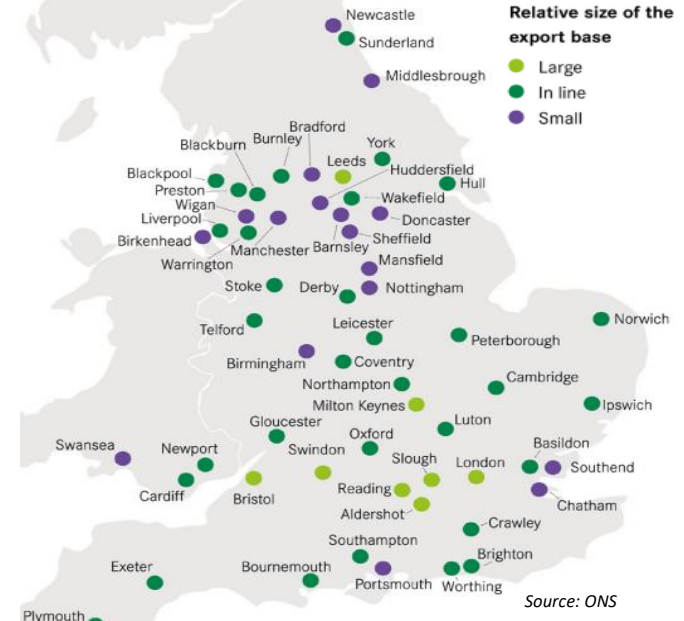 Newcastle
Relative size of the
export base
Sunderland
Large
Middlesbrough
In line
Small
Bradford
Burnley
Blackburn
York
Leeds
Huddersfield
Blackpool
Hull
Preston
Wakefield
Wigan
Doncaster
Liverpool
Birkenhead
Manchester
Barnsley
Sheffield
Warrington
Mansfield
Stoke
Derby
Nottingham
Telford
Leicester
Norwich
Peterborough
Birmingham
Coventry
Northampton
Cambridge
Milton Keynes
Ipswich
Gloucester
Luton
Oxford
Basildon
Swansea
Newport
Swindon
Slough
London
Southend
Cardiff
Bristol
Reading
Chatham
Aldershot
Crawley
Southampton
Exeter
Bournemouth
Brighton
Portsmouth
Worthing
Source: ONS
Plymouth